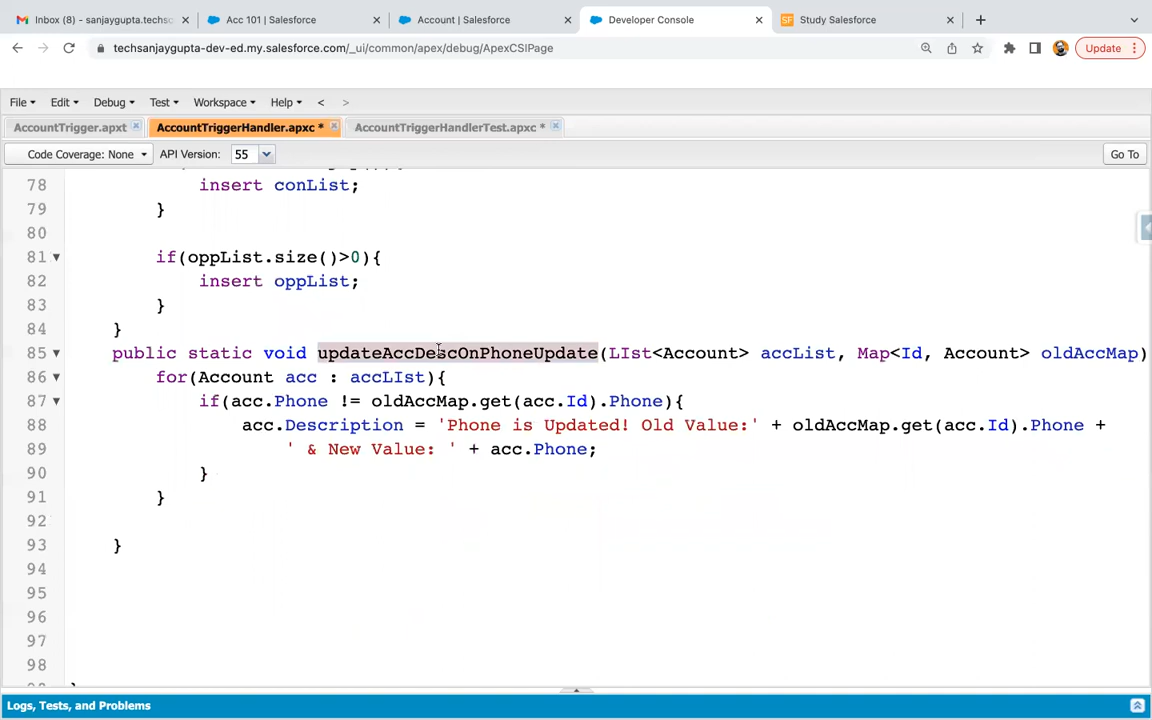 Inbox (3) - sanjaygupta.techsc
Acc 101 | Salesforce
Account | Salesforce
Developer Console
Study Salesforce
techsanjaygupta-dev-ed.my.salesforce.com/_ui/common/apex/debug/ApexCSIPage
Update
File Edit Debug Test Workspace Help < >
AccountTrigger.apxt
AccountTriggerHandler.apxc *
AccountTriggerHandlerTest.apxc *
Code Coverage: None API Version: 55 Go To
78 insert conList;
79 }
80
81 if(oppList.size()>0){
82 insert oppList;
83 }
84 }
85 public static void updateAccDescOnPhoneUpdate(LIst<Account> accList, Map<Id, Account> oldAccMap)
86 for(Account acc : accLIst){
87 if(acc.Phone != oldAccMap.get(acc.Id).Phone){
88 acc.Description = 'Phone is Updated! Old Value:' + oldAccMap.get(acc.Id).Phone +
89 ' & New Value: ' + acc.Phone;
90 }
91 }
92
93 }
94
95
96
97
98
Logs, Tests, and Problems